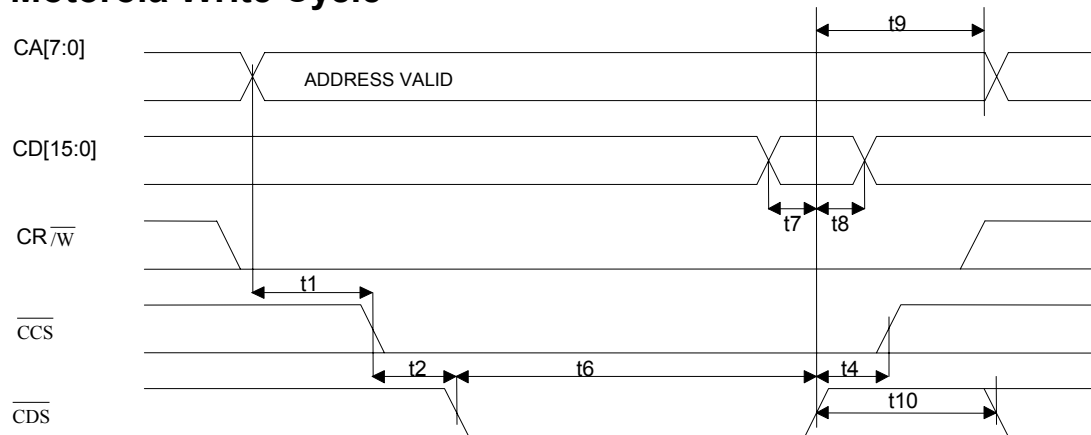 Motorola Write Cycle
t9
CA[7:0]
ADDRESS VALID
CD[15:0]
t7 t8
CR/W
t1
CCS
t2 t6 t4
t10
CDS